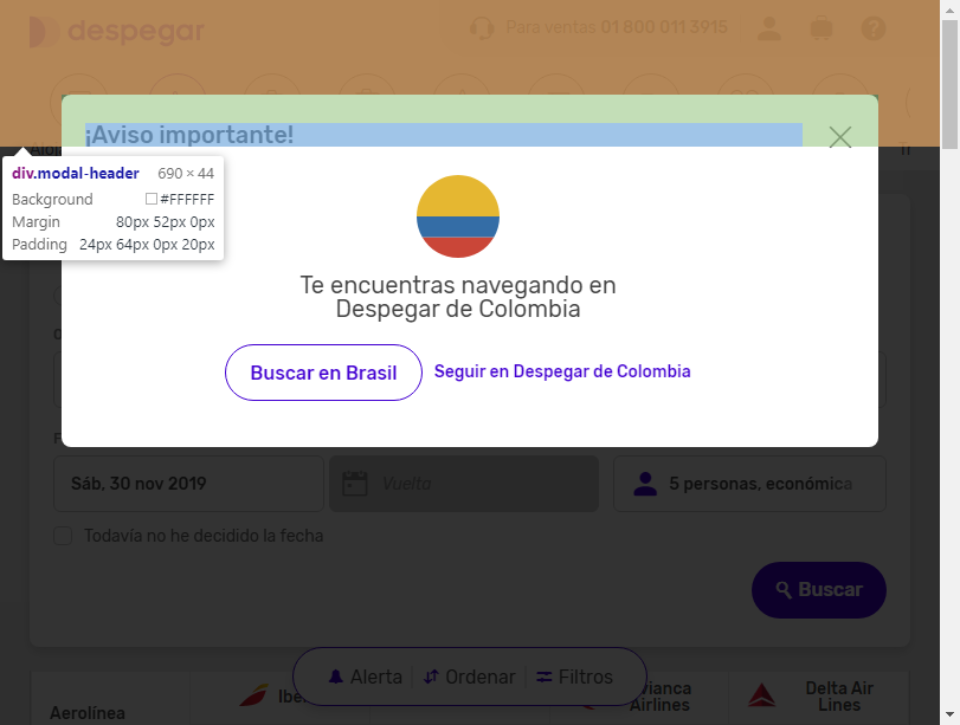 despegar
Para ventas 01 800 011 3915
¡Aviso importante!
div.modal-header 690 × 44
Background #FFFFFF
Margin 80px 52px 0px
Padding 24px 64px 0px 20px
Te encuentras navegando en
Despegar de Colombia
Buscar en Brasil
Seguir en Despegar de Colombia
Sáb, 30 nov 2019
Vuelta
5 personas, económica
Todavía no he decidido la fecha
Buscar
Alerta
Ordenar
Filtros
Aerolínea
Delta Air
Lines
Airlines